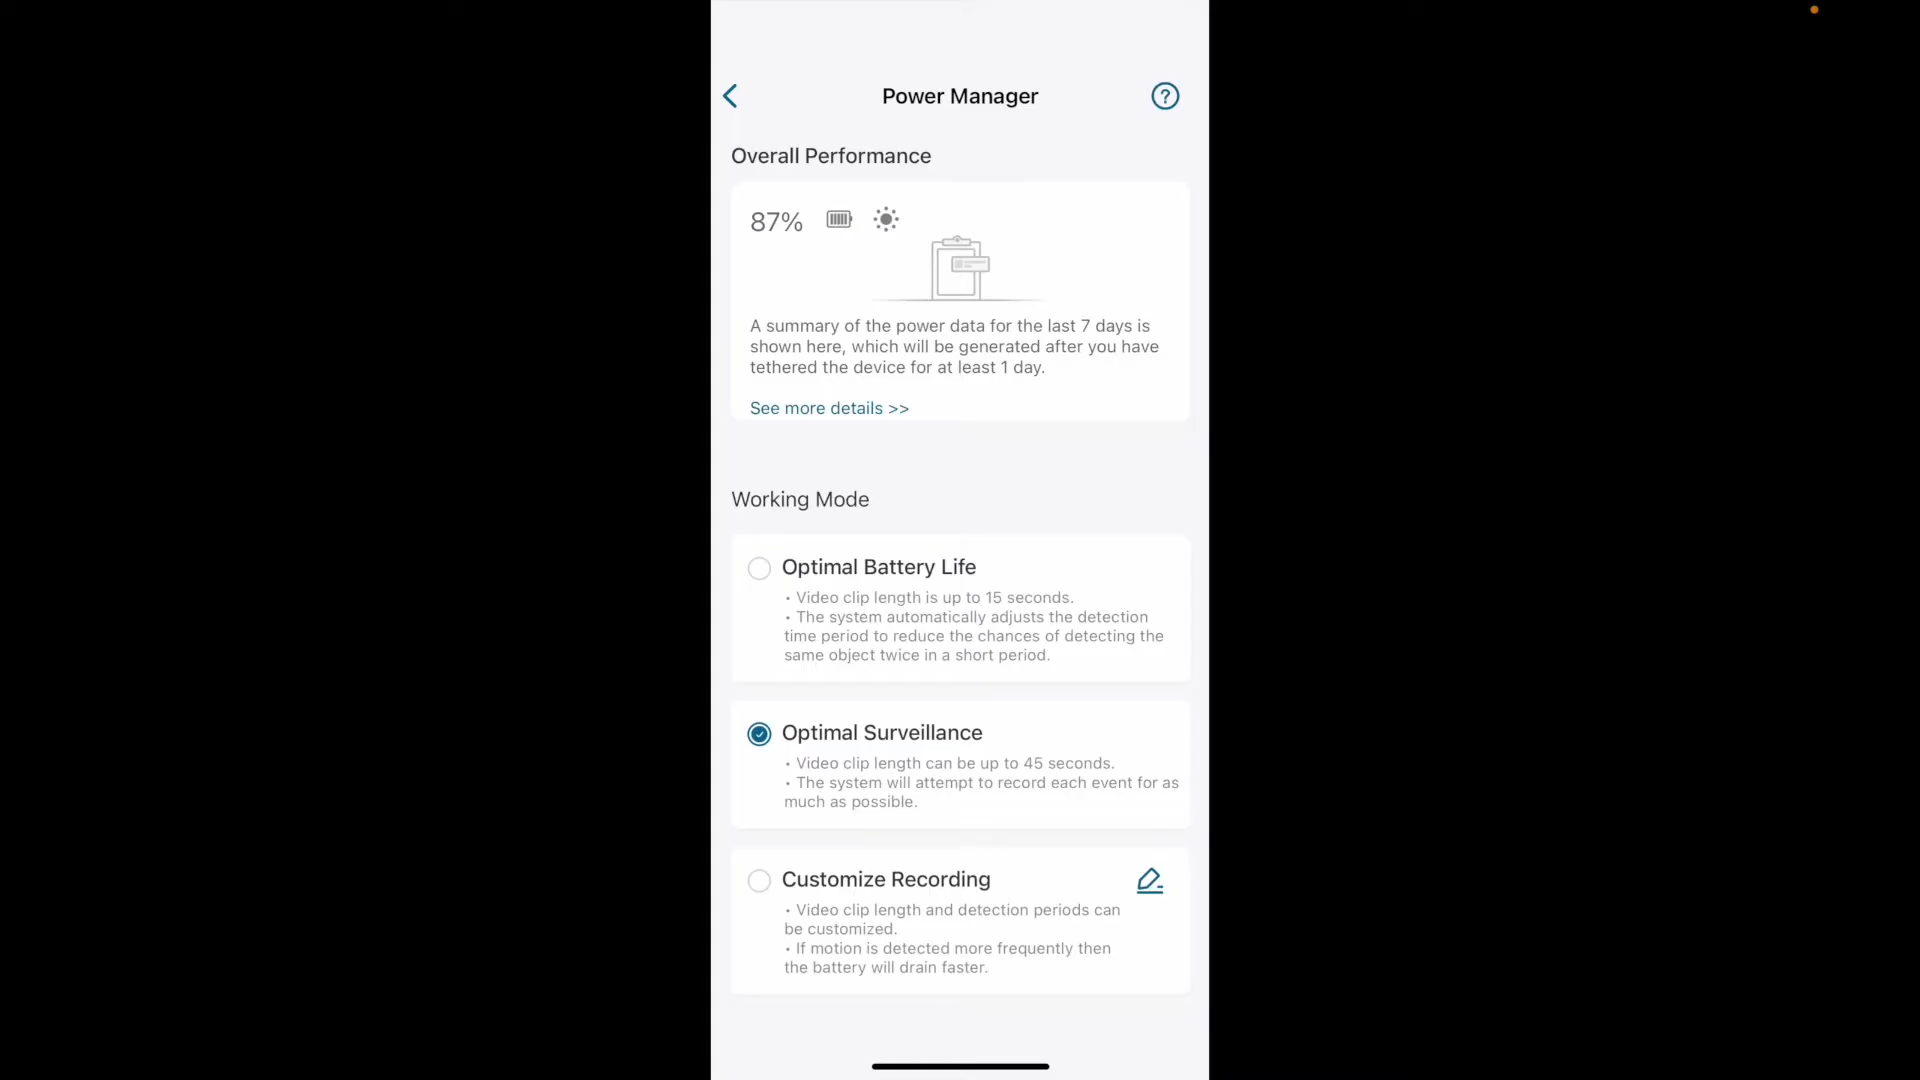 Power Manager
Overall Performance
87%
A summary of the power data for the last 7 days is
shown here, which will be generated after you have
tethered the device for at least 1 day.
See more details >>
Working Mode
Optimal Battery Life
• Video clip length is up to 15 seconds.
• The system automatically adjusts the detection
time period to reduce the chances of detecting the
same object twice in a short period.
Optimal Surveillance
• Video clip length can be up to 45 seconds.
• The system will attempt to record each event for as
much as possible.
Customize Recording
• Video clip length and detection periods can
be customized.
• If motion is detected more frequently then
the battery will drain faster.